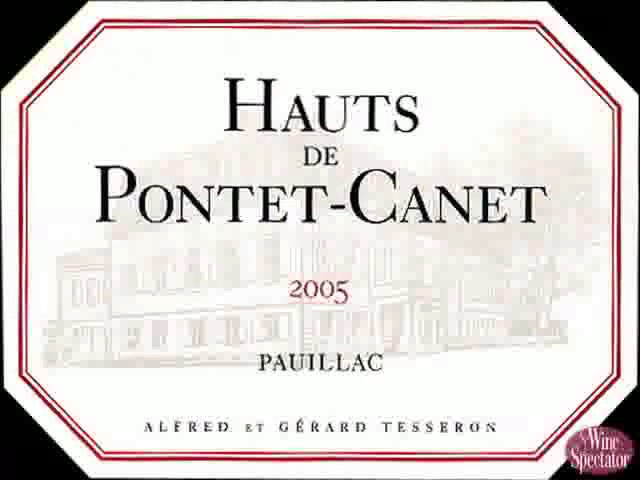 HAUTS
DE
PONTET-CANET
2005
PAUILLAC
ALFRED ET GÉRARD TESSERON
Wine
Spectator